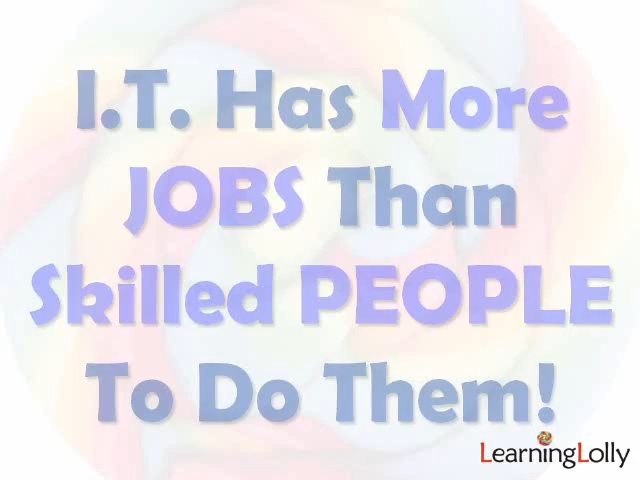 I.T. Has More
JOBS Than
Skilled PEOPLE
To Do Them!
LearningLolly